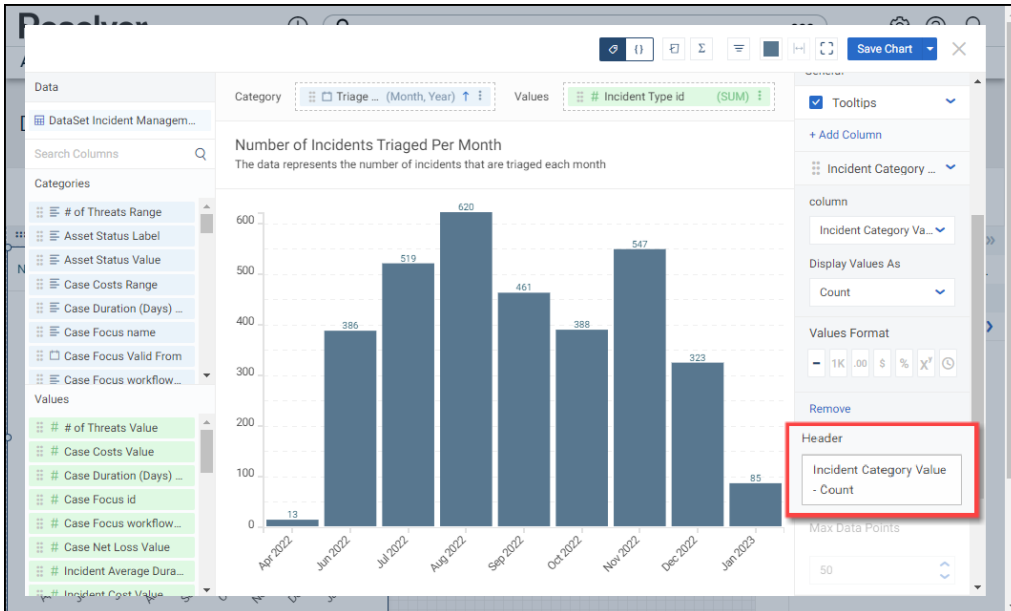 Resolver
Save Chart
Data
DataSet Incident Managem...
Search Columns
Categories
# of Threats Range
Asset Status Label
Asset Status Value
Case Costs Range
Case Duration (Days) ...
Case Focus name
Case Focus Valid From
Case Focus workflow...
Values
# # of Threats Value
# Case Costs Value
# Case Duration (Days) ...
# Case Focus id
# Case Focus workflow...
# Case Net Loss Value
# Incident Average Dura...
# Incident Cost Value
Category
Triage ... (Month, Year)
Values
# Incident Type id (SUM)
Number of Incidents Triaged Per Month
The data represents the number of incidents that are triaged each month
600
500
400
300
200
100
0
13
386
519
620
461
388
547
323
85
Apr 2022
Jun 2022
Jul 2022
Aug 2022
Sep 2022
Oct 2022
Nov 2022
Dec 2022
Jan 2023
General
Tooltips
+ Add Column
Incident Category ...
column
Incident Category Va...
Display Values As
Count
Values Format
- 1K .00 $ % Xʸ
Remove
Header
Incident Category Value
- Count
Max Data Points
50